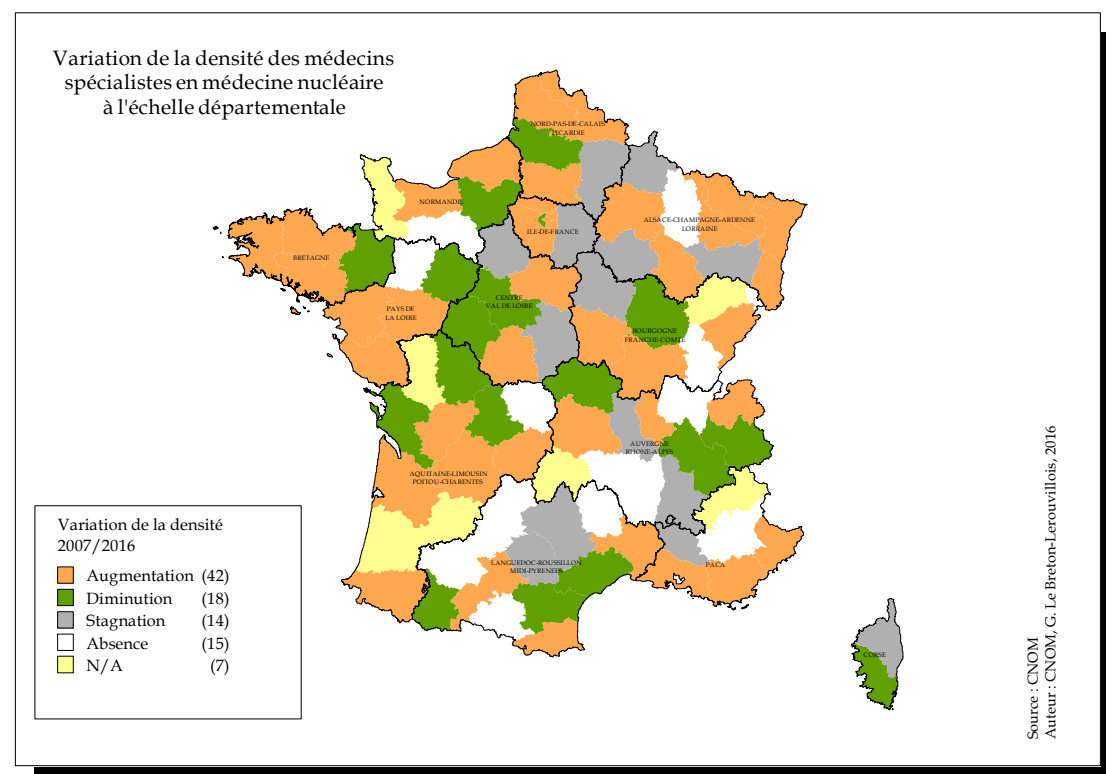 Variation de la densité des médecins
spécialistes en médecine nucléaire
à l'échelle départementale
NORD-PAS-DE-CALAIS
PICARDIE
NORMANDIE
ILE-DE-FRANCE
ALSACE-CHAMPAGNE-ARDENNE
LORRAINE
BRETAGNE
PAYS DE
LA LOIRE
CENTRE
VAL DE LOIRE
BOURGOGNE
FRANCHE-COMTE
AUVERGNE
RHONE-ALPES
AQUITAINE-LIMOUSIN
POITOU-CHARENTES
LANGUEDOC-ROUSSILLON
MIDI-PYRENEES
PACA
CORSE
Variation de la densité
2007/2016
Augmentation (42)
Diminution (18)
Stagnation (14)
Absence (15)
N/A (7)
Source : CNOM
Auteur : CNOM, G. Le Breton-Lerouvillois, 2016